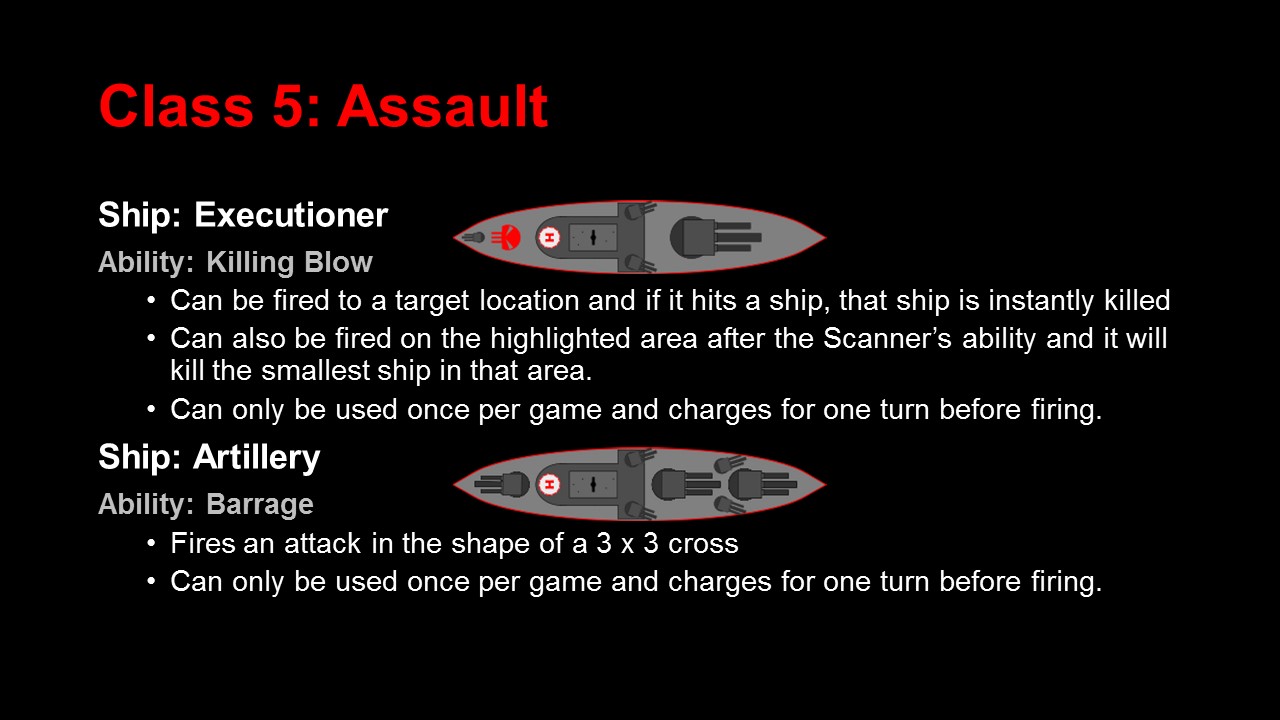 Class 5: Assault
Ship: Executioner
Ability: Killing Blow
H
• Can be fired to a target location and if it hits a ship, that ship is instantly killed
• Can also be fired on the highlighted area after the Scanner’s ability and it will
kill the smallest ship in that area.
• Can only be used once per game and charges for one turn before firing.
Ship: Artillery
Ability: Barrage
H
• Fires an attack in the shape of a 3 x 3 cross
• Can only be used once per game and charges for one turn before firing.